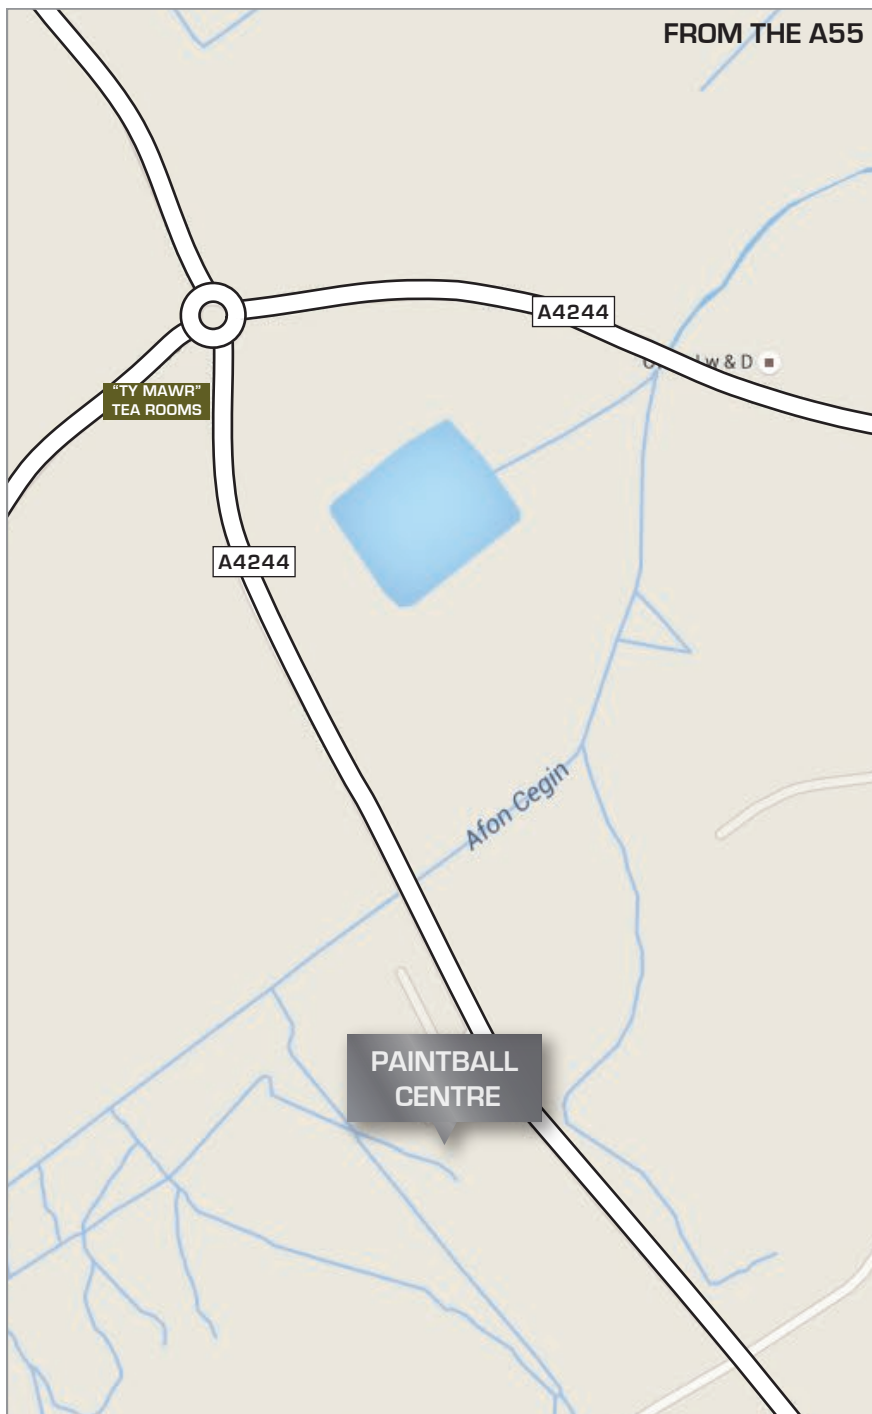 FROM THE A55
A4244
w & D
"TY MAWR"
TEA ROOMS
A4244
Afon Cegin
PAINTBALL
CENTRE